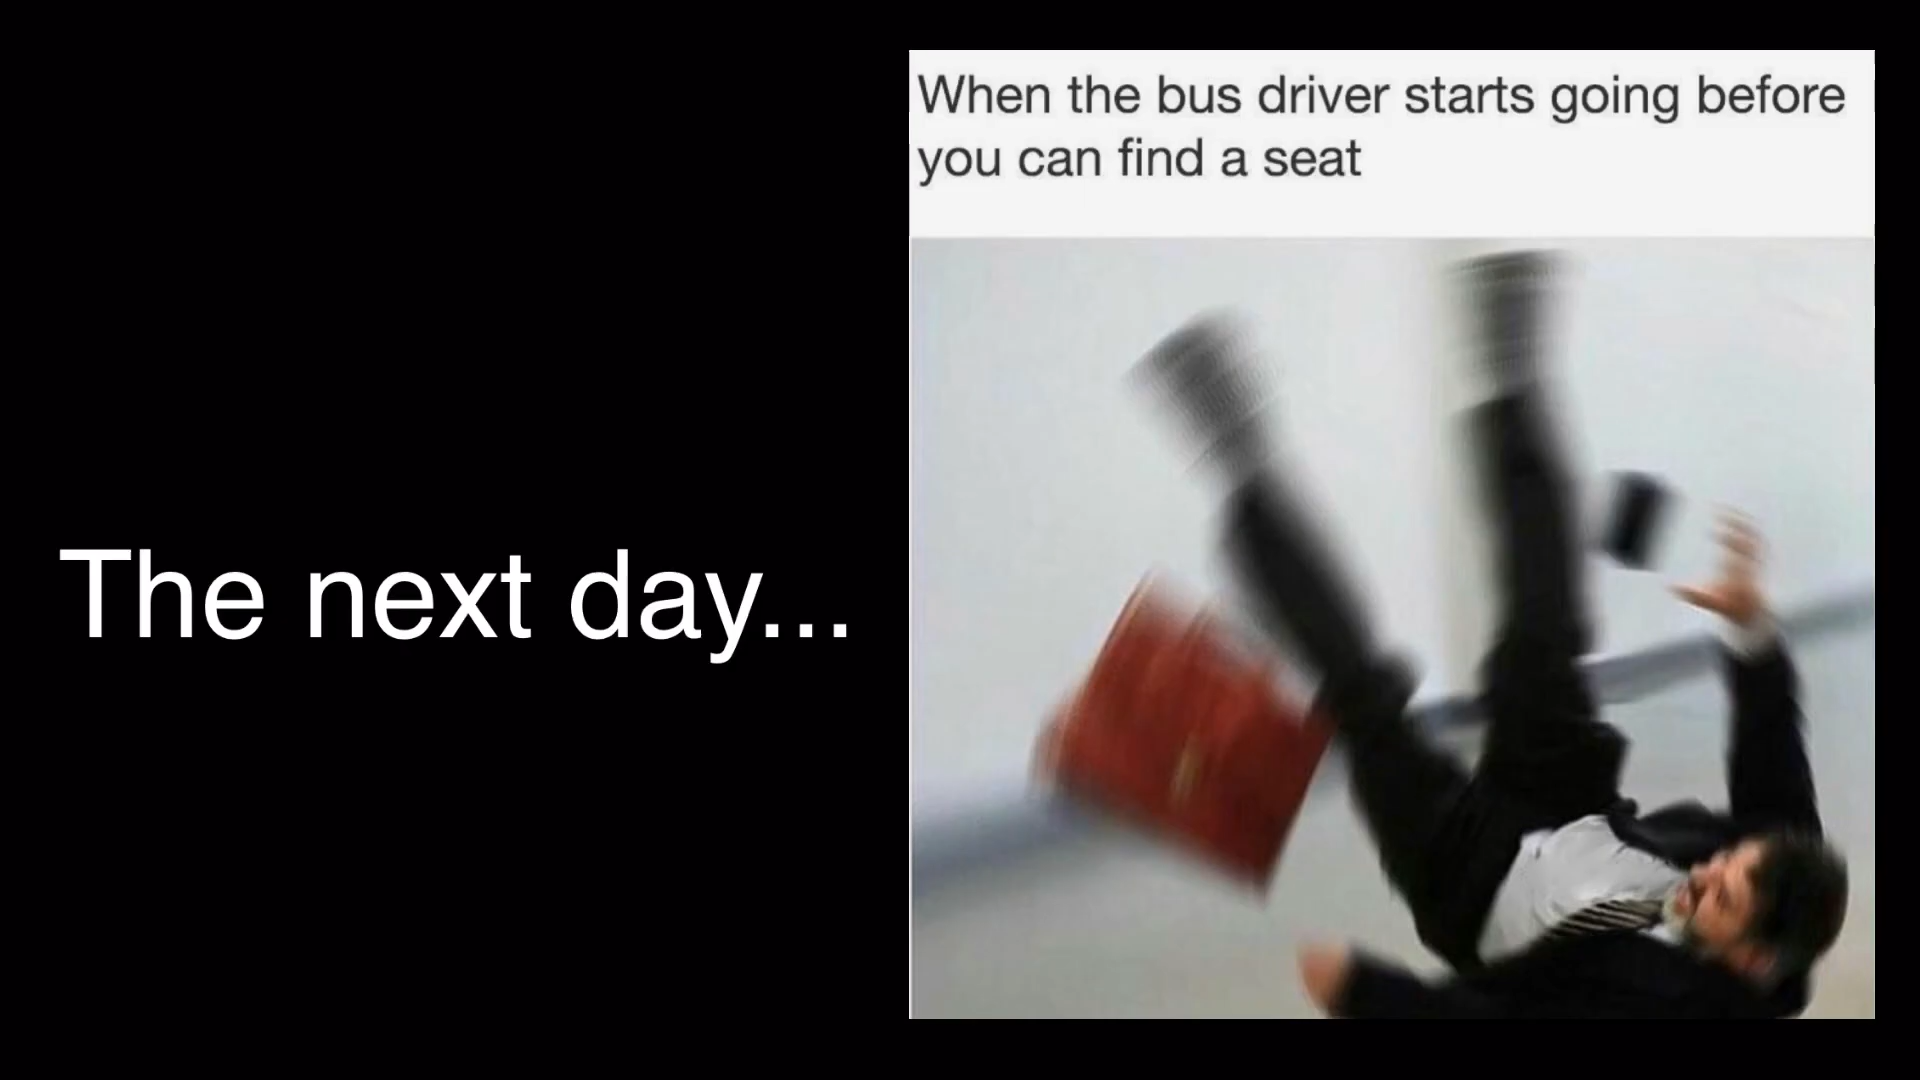 The next day...
When the bus driver starts going before
you can find a seat